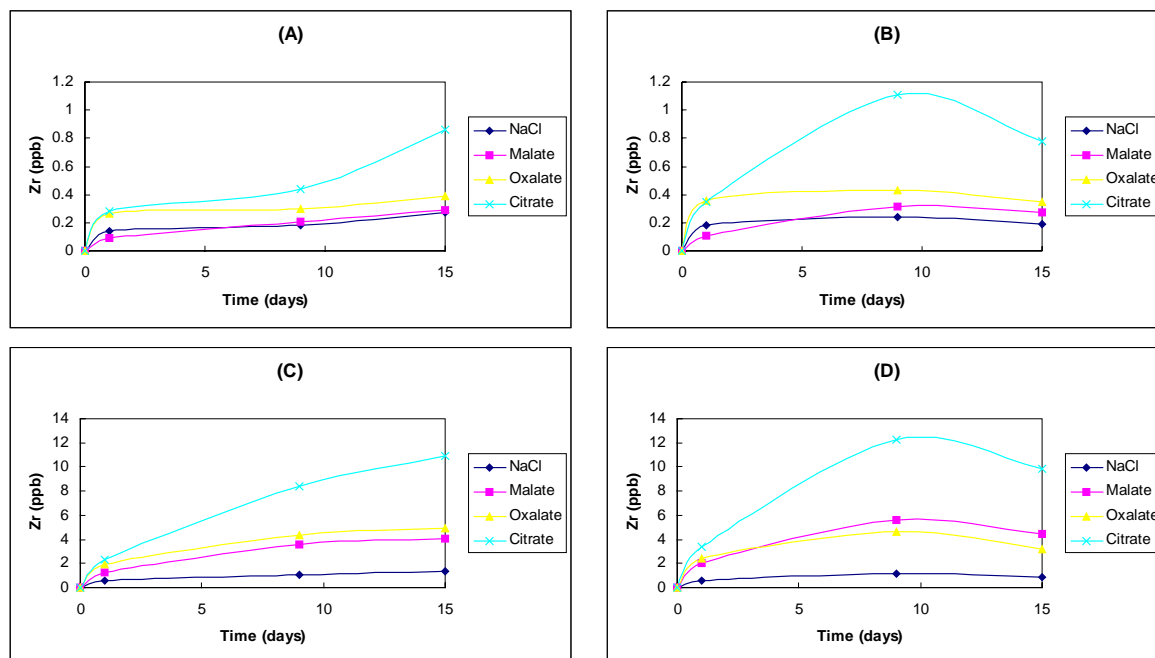 (A)
Zr (ppb)
1.2
1
0.8
0.6
0.4
0.2
0
0 5 10 15
Time (days)
NaCl
Malate
Oxalate
Citrate
(B)
Zr (ppb)
1.2
1
0.8
0.6
0.4
0.2
0
0 5 10 15
Time (days)
NaCl
Malate
Oxalate
Citrate
(C)
Zr (ppb)
14
12
10
8
6
4
2
0
0 5 10 15
Time (days)
NaCl
Malate
Oxalate
Citrate
(D)
Zr (ppb)
14
12
10
8
6
4
2
0
0 5 10 15
Time (days)
NaCl
Malate
Oxalate
Citrate